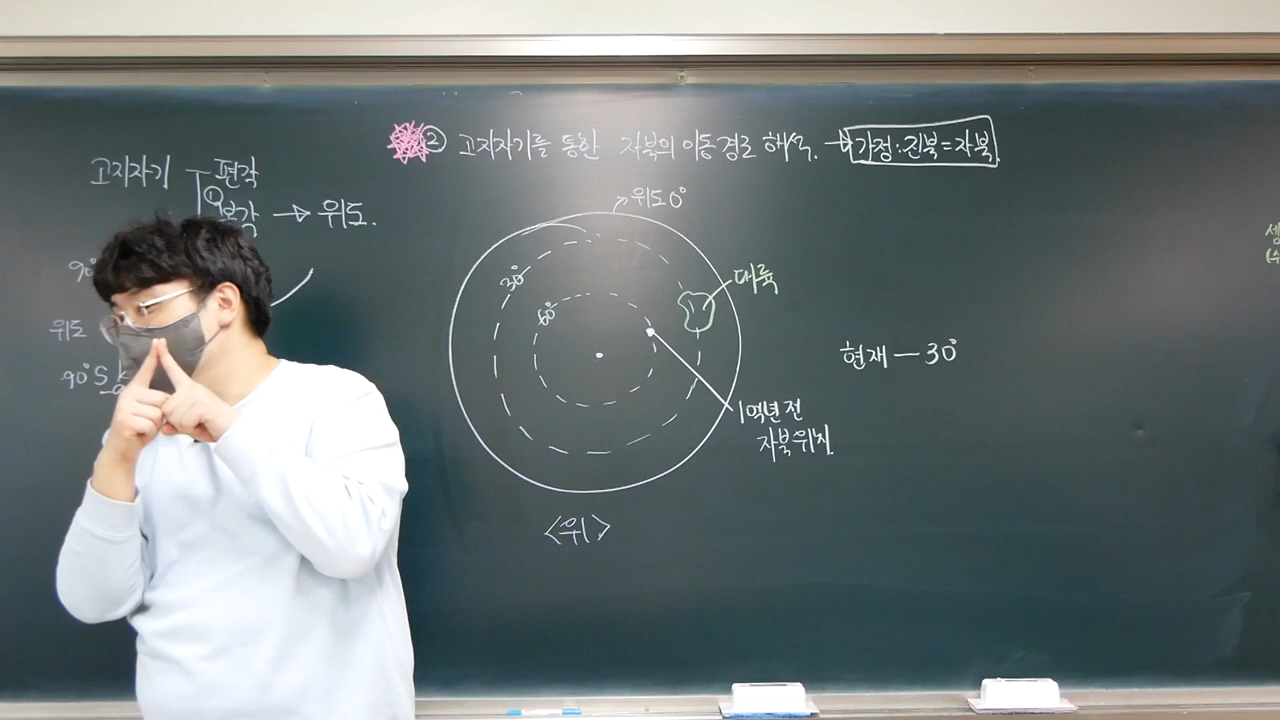 ② 고지자기를 통한 자북의 이동경로 해석. → 가정:진북=자북
고지자기 편각
① 복각 → 위도.
위도 0°
30°
60°
대륙
90°
위도
90°S
현재 — 30°
1억년 전
자북위치.
<위>